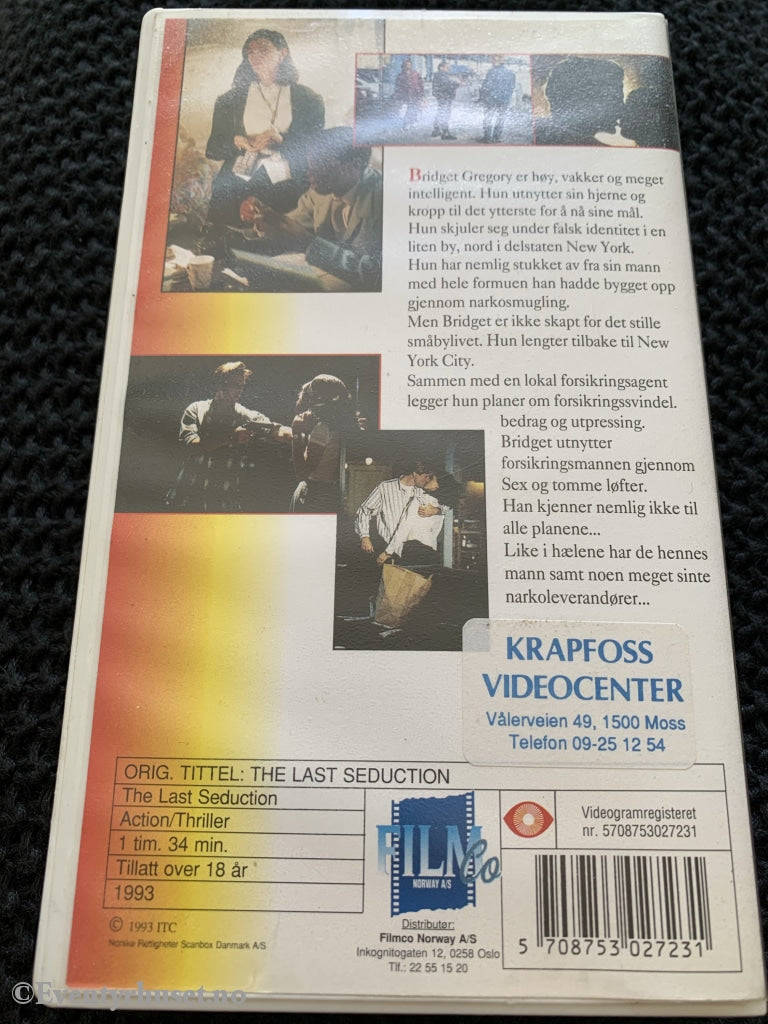 Bridget Gregory er høy, vakker og meget
intelligent. Hun utnytter sin hjerne og
kropp til det ytterste for å nå sine mål.
Hun skjuler seg under falsk identitet i en
liten by, nord i delstaten New York.
Hun har nemlig stukket av fra sin mann
med hele formuen han hadde bygget opp
gjennom narkosmugling.
Men Bridget er ikke skapt for det stille
småbylivet. Hun lengter tilbake til New
York City.
Sammen med en lokal forsikringsagent
legger hun planer om forsikringssvindel.
bedrag og utpressing.
Bridget utnytter
forsikringsmannen gjennom
Sex og tomme løfter.
Han kjenner nemlig ikke til
alle planene...
Like i hælene har de hennes
mann samt noen meget sinte
narkoleverandører...
KRAPFOSS
VIDEOCENTER
Vålerveien 49, 1500 Moss
Telefon 09-25 12 54
ORIG. TITTEL: THE LAST SEDUCTION
The Last Seduction
Action/Thriller
1 tim. 34 min.
Tillatt over 18 år
1993
© 1993 ITC
Norske Rettigheter Scanbox Danmark A/S
FILM Co
NORWAY A/S
Distributør:
Filmco Norway A/S
Inkognitogaten 12, 0258 Oslo
Tlf.: 22 55 15 20
Videogramregisteret
nr. 5708753027231
5 708753 027231
©Eventyrhuset.no